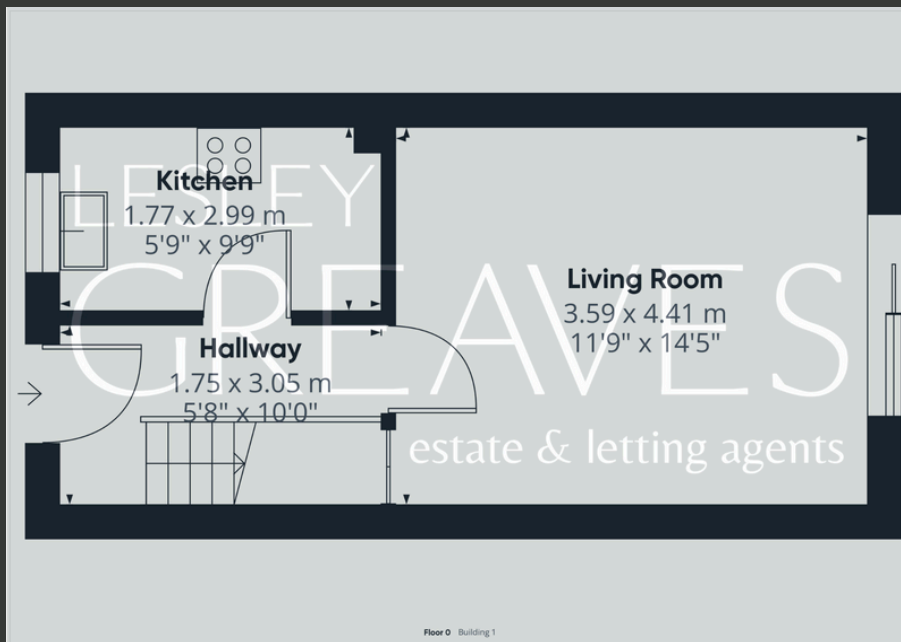 LESLEY
GREAVES
estate & letting agents
Kitchen
1.77 x 2.99 m
5'9" x 9'9"
Hallway
1.75 x 3.05 m
5'8" x 10'0"
Living Room
3.59 x 4.41 m
11'9" x 14'5"
Floor 0 Building 1